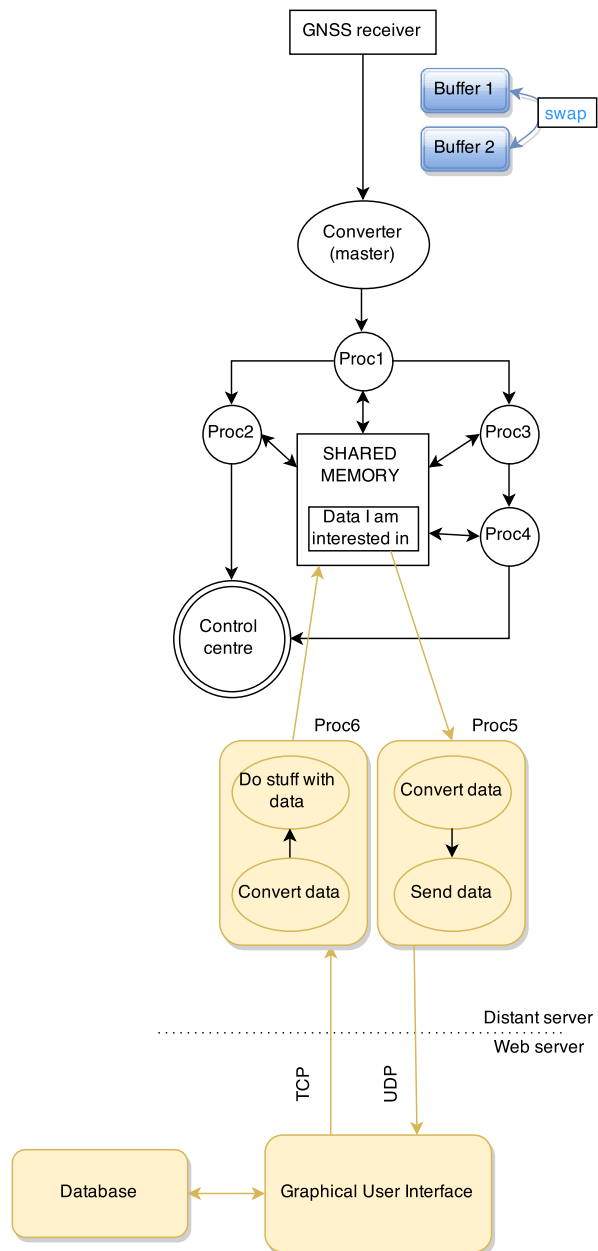 GNSS receiver
Buffer 1
swap
Buffer 2
Converter
(master)
Proc1
Proc2
Proc3
SHARED
MEMORY
Data I am
interested in
Proc4
Control
centre
Proc6
Proc5
Do stuff with
data
Convert data
Convert data
Send data
Distant server
Web server
TCP
UDP
Database
Graphical User Interface